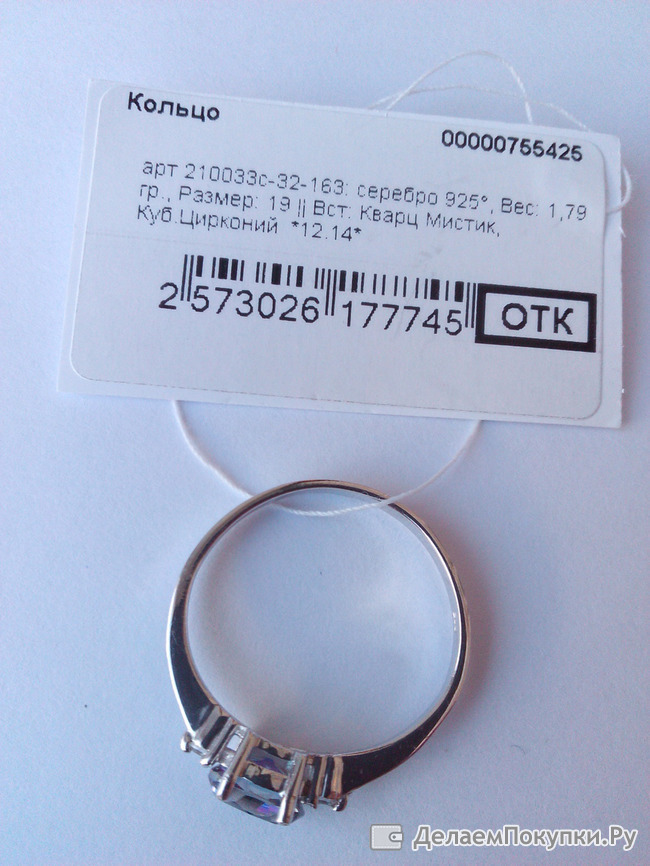 Кольцо
00000755425
арт 210033с-32-163: серебро 925°, Вес: 1,79
гр., Размер: 19 || Вст: Кварц Мистик,
Куб.Цирконий *12.14*
2 573026 177745
ОТК
ДелаемПокупки.Ру